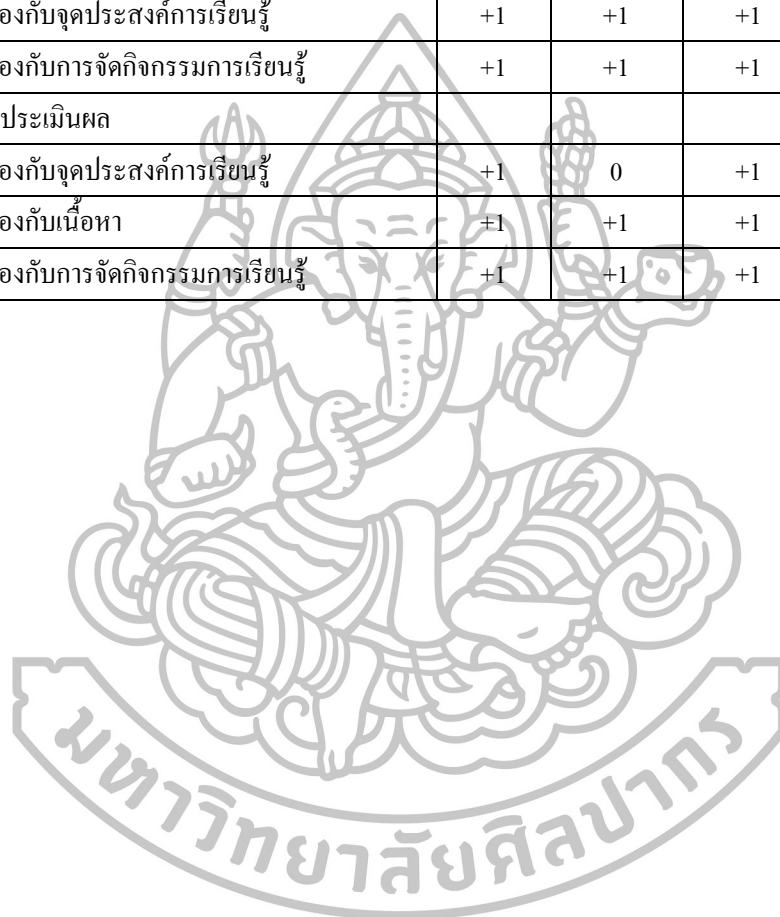 องกับจุดประสงค์การเรียนรู้ +1 +1 +1
องกับการจัดกิจกรรมการเรียนรู้ +1 +1 +1
ประเมินผล
องกับจุดประสงค์การเรียนรู้ +1 0 +1
องกับเนื้อหา +1 +1 +1
องกับการจัดกิจกรรมการเรียนรู้ +1 +1 +1
มหาวิทยาลัยศิลปากร